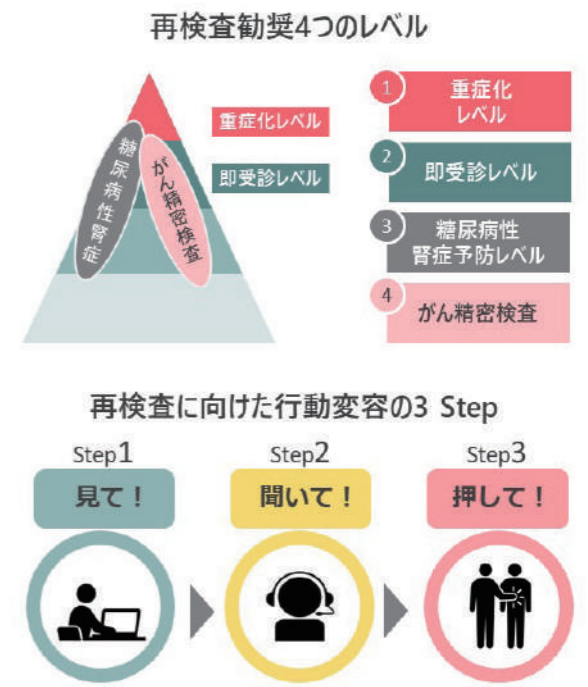 再検査勧奨4つのレベル
重症化レベル
即受診レベル
糖尿病性腎症
がん精密検査
1
重症化
レベル
2
即受診レベル
3
糖尿病性
腎症予防レベル
4
がん精密検査
再検査に向けた行動変容の3 Step
Step1
見て！
Step2
聞いて！
Step3
押して！